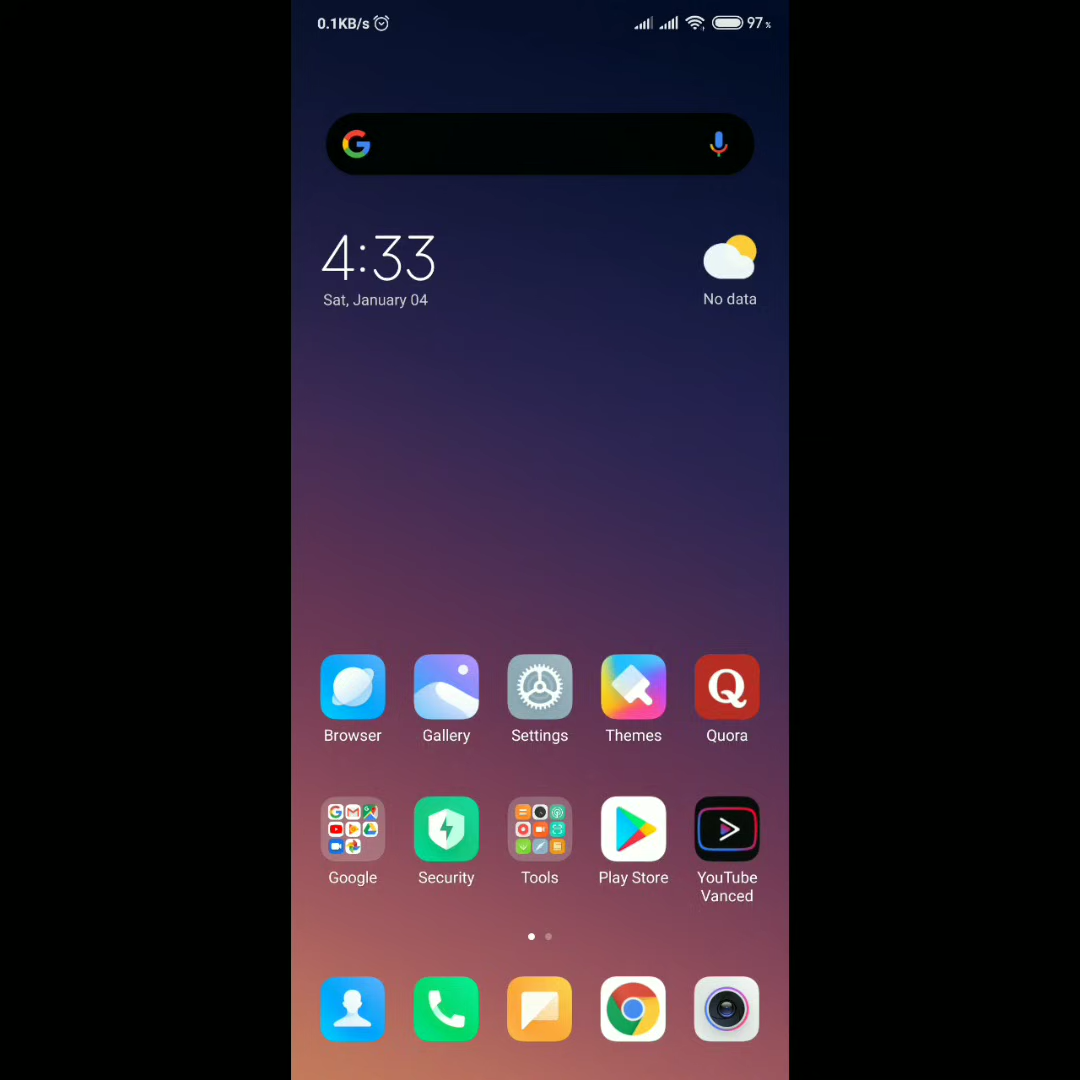 0.1KB/s 97%
4:33
Sat, January 04
No data
Browser Gallery Settings Themes Quora
Google Security Tools Play Store YouTube
Vanced